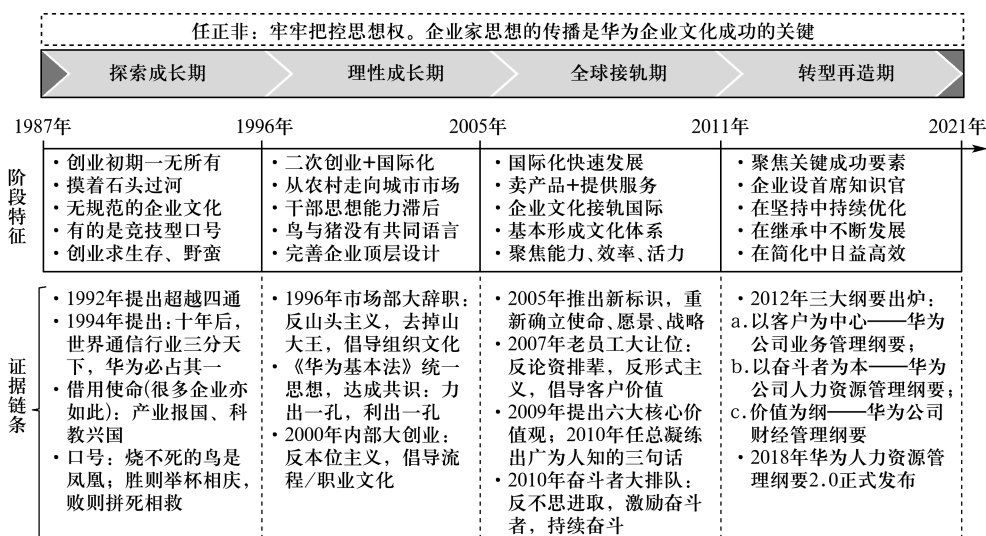 任正非：牢牢把控思想权。企业家思想的传播是华为企业文化成功的关键
探索成长期
理性成长期
全球接轨期
转型再造期
1987年
1996年
2005年
2011年
2021年
阶段特征
·创业初期一无所有
·摸着石头过河
·无规范的企业文化
·有的是竞技型口号
·创业求生存、野蛮
·二次创业+国际化
·从农村走向城市市场
·干部思想能力滞后
·鸟与猪没有共同语言
·完善企业顶层设计
·国际化快速发展
·卖产品+提供服务
·企业文化接轨国际
·基本形成文化体系
·聚焦能力、效率、活力
·聚焦关键成功要素
·企业设首席知识官
·在坚持中持续优化
·在继承中不断发展
·在简化中日益高效
证据链条
·1992年提出超越四通
·1994年提出：十年后，
世界通信行业三分天
下，华为必占其一
·借用使命(很多企业亦
如此)：产业报国、科
教兴国
·口号：烧不死的鸟是
凤凰；胜则举杯相庆，
败则拼死相救
·1996年市场部大辞职：
反山头主义，去掉山
大王，倡导组织文化
·《华为基本法》统一
思想，达成共识：力
出一孔，利出一孔
·2000年内部大创业：
反本位主义，倡导流
程/职业文化
·2005年推出新标识，重
新确立使命、愿景、战略
·2007年老员工大让位：
反论资排辈，反形式主
义，倡导客户价值
·2009年提出六大核心价
值观；2010年任总凝练
出广为人知的三句话
·2010年奋斗者大排队：
反不思进取，激励奋斗
者，持续奋斗
·2012年三大纲要出炉：
a.以客户为中心——华为
公司业务管理纲要；
b.以奋斗者为本——华为
公司人力资源管理纲要；
c.价值为纲——华为公司
财经管理纲要
·2018年华为人力资源管
理纲要2.0正式发布